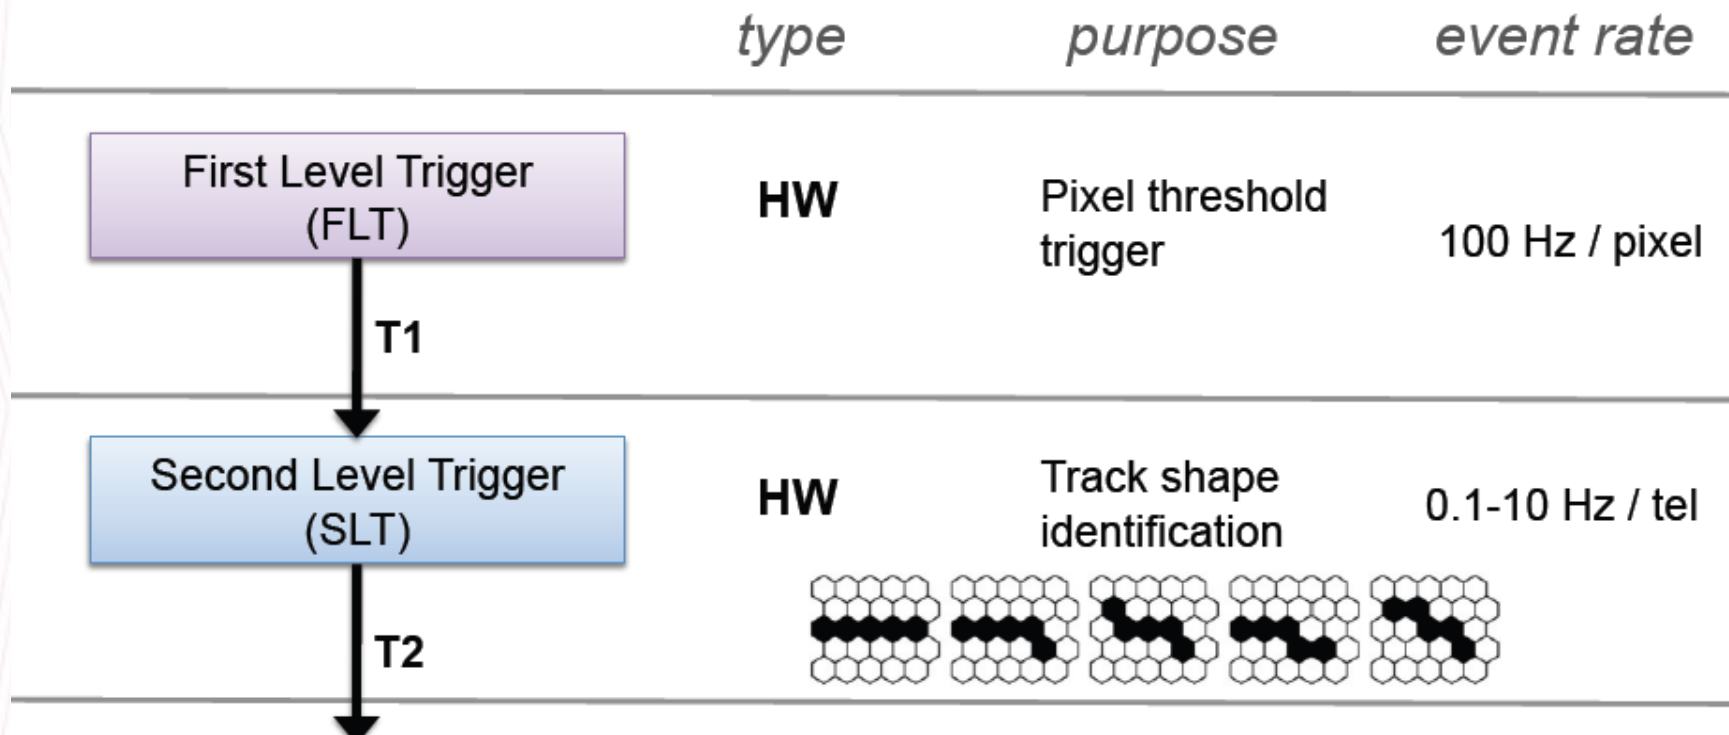 type purpose event rate
First Level Trigger
(FLT)
HW
Pixel threshold
trigger
100 Hz / pixel
T1
Second Level Trigger
(SLT)
HW
Track shape
identification
0.1-10 Hz / tel
T2